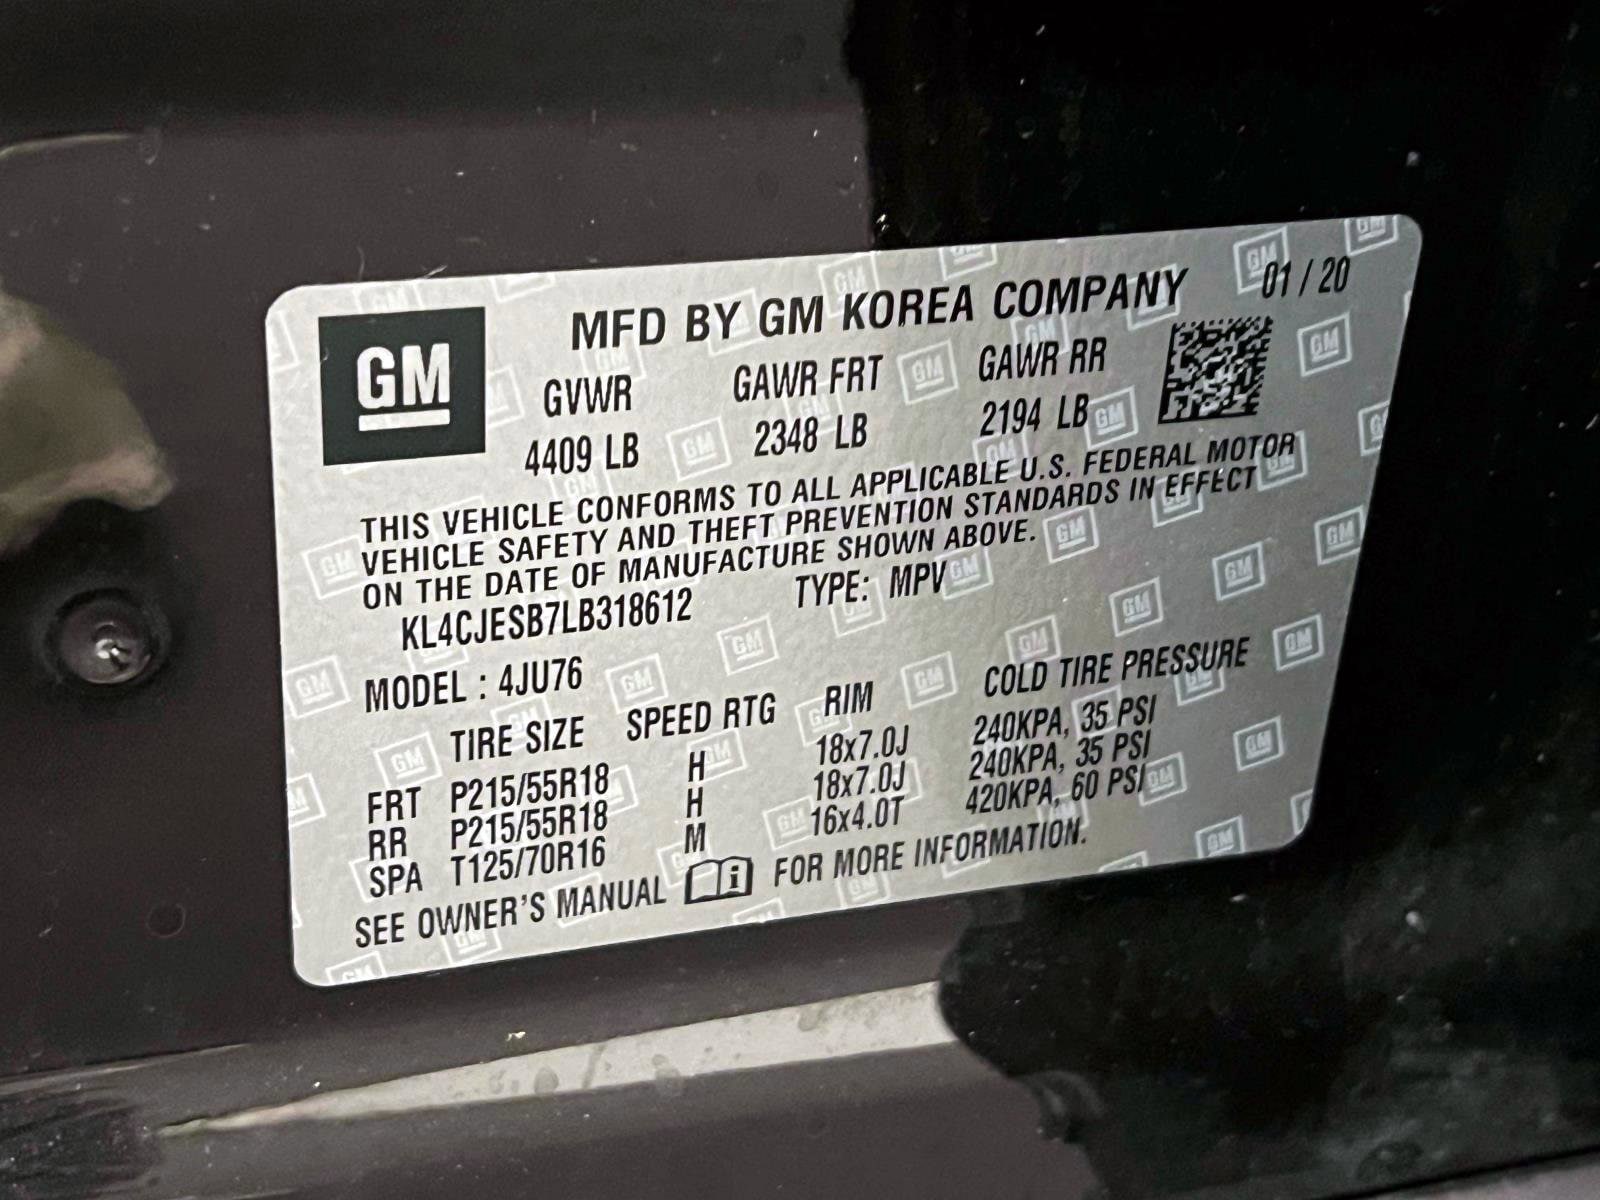 GM
MFD BY GM KOREA COMPANY 01 / 20
GVWR GAWR FRT GAWR RR
4409 LB 2348 LB 2194 LB
THIS VEHICLE CONFORMS TO ALL APPLICABLE U.S. FEDERAL MOTOR
VEHICLE SAFETY AND THEFT PREVENTION STANDARDS IN EFFECT
ON THE DATE OF MANUFACTURE SHOWN ABOVE.
KL4CJESB7LB318612 TYPE: MPV
MODEL : 4JU76
TIRE SIZE SPEED RTG RIM COLD TIRE PRESSURE
FRT P215/55R18 H 18x7.0J 240KPA, 35 PSI
RR P215/55R18 H 18x7.0J 240KPA, 35 PSI
SPA T125/70R16 M 16x4.0T 420KPA, 60 PSI
SEE OWNER'S MANUAL i FOR MORE INFORMATION.